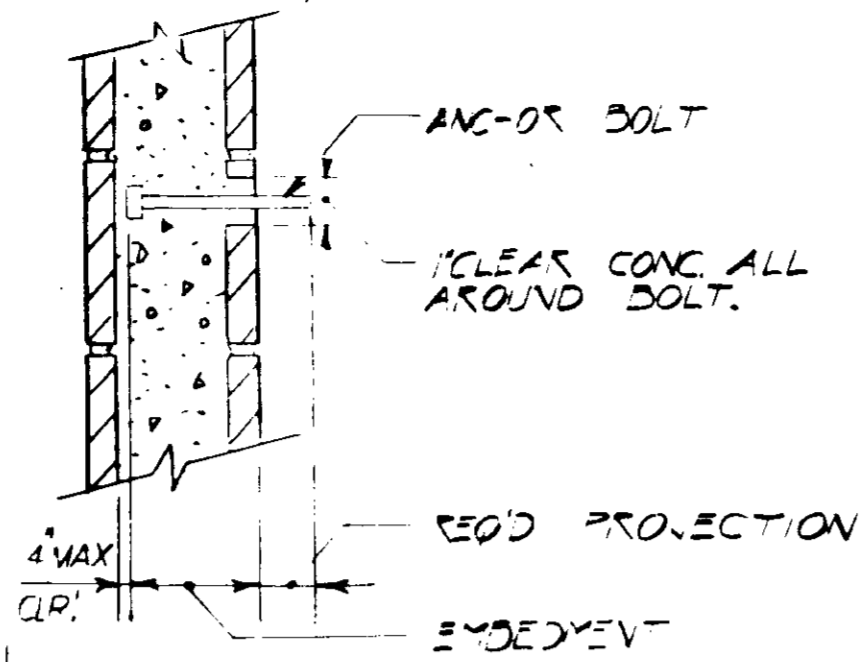 ANCHOR BOLT
1" CLEAR CONC. ALL
AROUND BOLT.
REQ'D PROJECTION
4" MAX
CLR.
EMBEDMENT